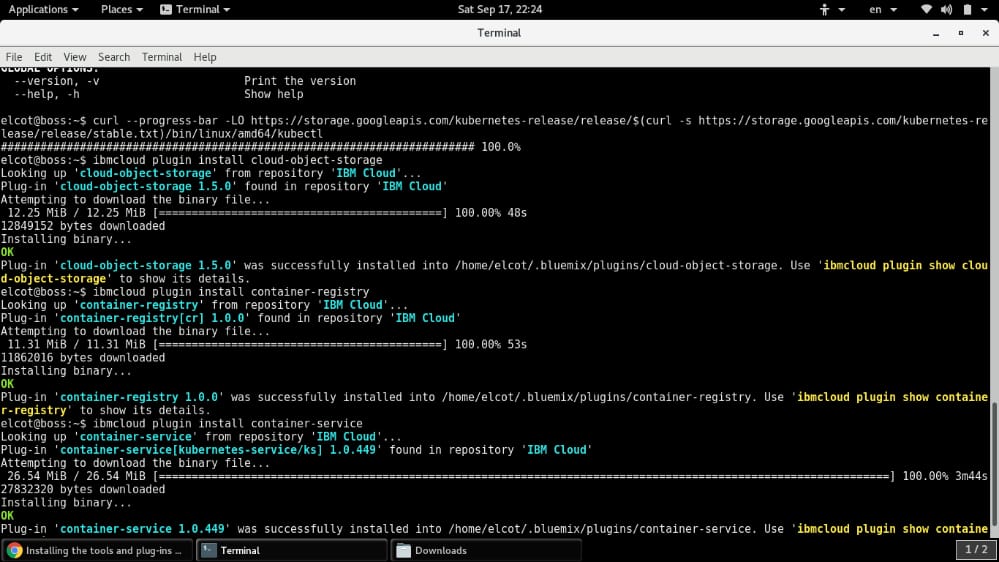 Applications Places Terminal Sat Sep 17, 22:24 en
Terminal
File Edit View Search Terminal Help
GLOBAL OPTIONS:
--version, -v Print the version
--help, -h Show help
elcot@boss:~$ curl --progress-bar -LO https://storage.googleapis.com/kubernetes-release/release/$(curl -s https://storage.googleapis.com/kubernetes-re
lease/release/stable.txt)/bin/linux/amd64/kubectl
######################################################################## 100.0%
elcot@boss:~$ ibmcloud plugin install cloud-object-storage
Looking up 'cloud-object-storage' from repository 'IBM Cloud'...
Plug-in 'cloud-object-storage 1.5.0' found in repository 'IBM Cloud'
Attempting to download the binary file...
12.25 MiB / 12.25 MiB [===========================================] 100.00% 48s
12849152 bytes downloaded
Installing binary...
OK
Plug-in 'cloud-object-storage 1.5.0' was successfully installed into /home/elcot/.bluemix/plugins/cloud-object-storage. Use 'ibmcloud plugin show clou
d-object-storage' to show its details.
elcot@boss:~$ ibmcloud plugin install container-registry
Looking up 'container-registry' from repository 'IBM Cloud'...
Plug-in 'container-registry[cr] 1.0.0' found in repository 'IBM Cloud'
Attempting to download the binary file...
11.31 MiB / 11.31 MiB [===========================================] 100.00% 53s
11862016 bytes downloaded
Installing binary...
OK
Plug-in 'container-registry 1.0.0' was successfully installed into /home/elcot/.bluemix/plugins/container-registry. Use 'ibmcloud plugin show containe
r-registry' to show its details.
elcot@boss:~$ ibmcloud plugin install container-service
Looking up 'container-service' from repository 'IBM Cloud'...
Plug-in 'container-service[kubernetes-service/ks] 1.0.449' found in repository 'IBM Cloud'
Attempting to download the binary file...
26.54 MiB / 26.54 MiB [===============================================================================================================] 100.00% 3m44s
27832320 bytes downloaded
Installing binary...
OK
Plug-in 'container-service 1.0.449' was successfully installed into /home/elcot/.bluemix/plugins/container-service. Use 'ibmcloud plugin show containe
Installing the tools and plug-ins ... Terminal Downloads 1 / 2